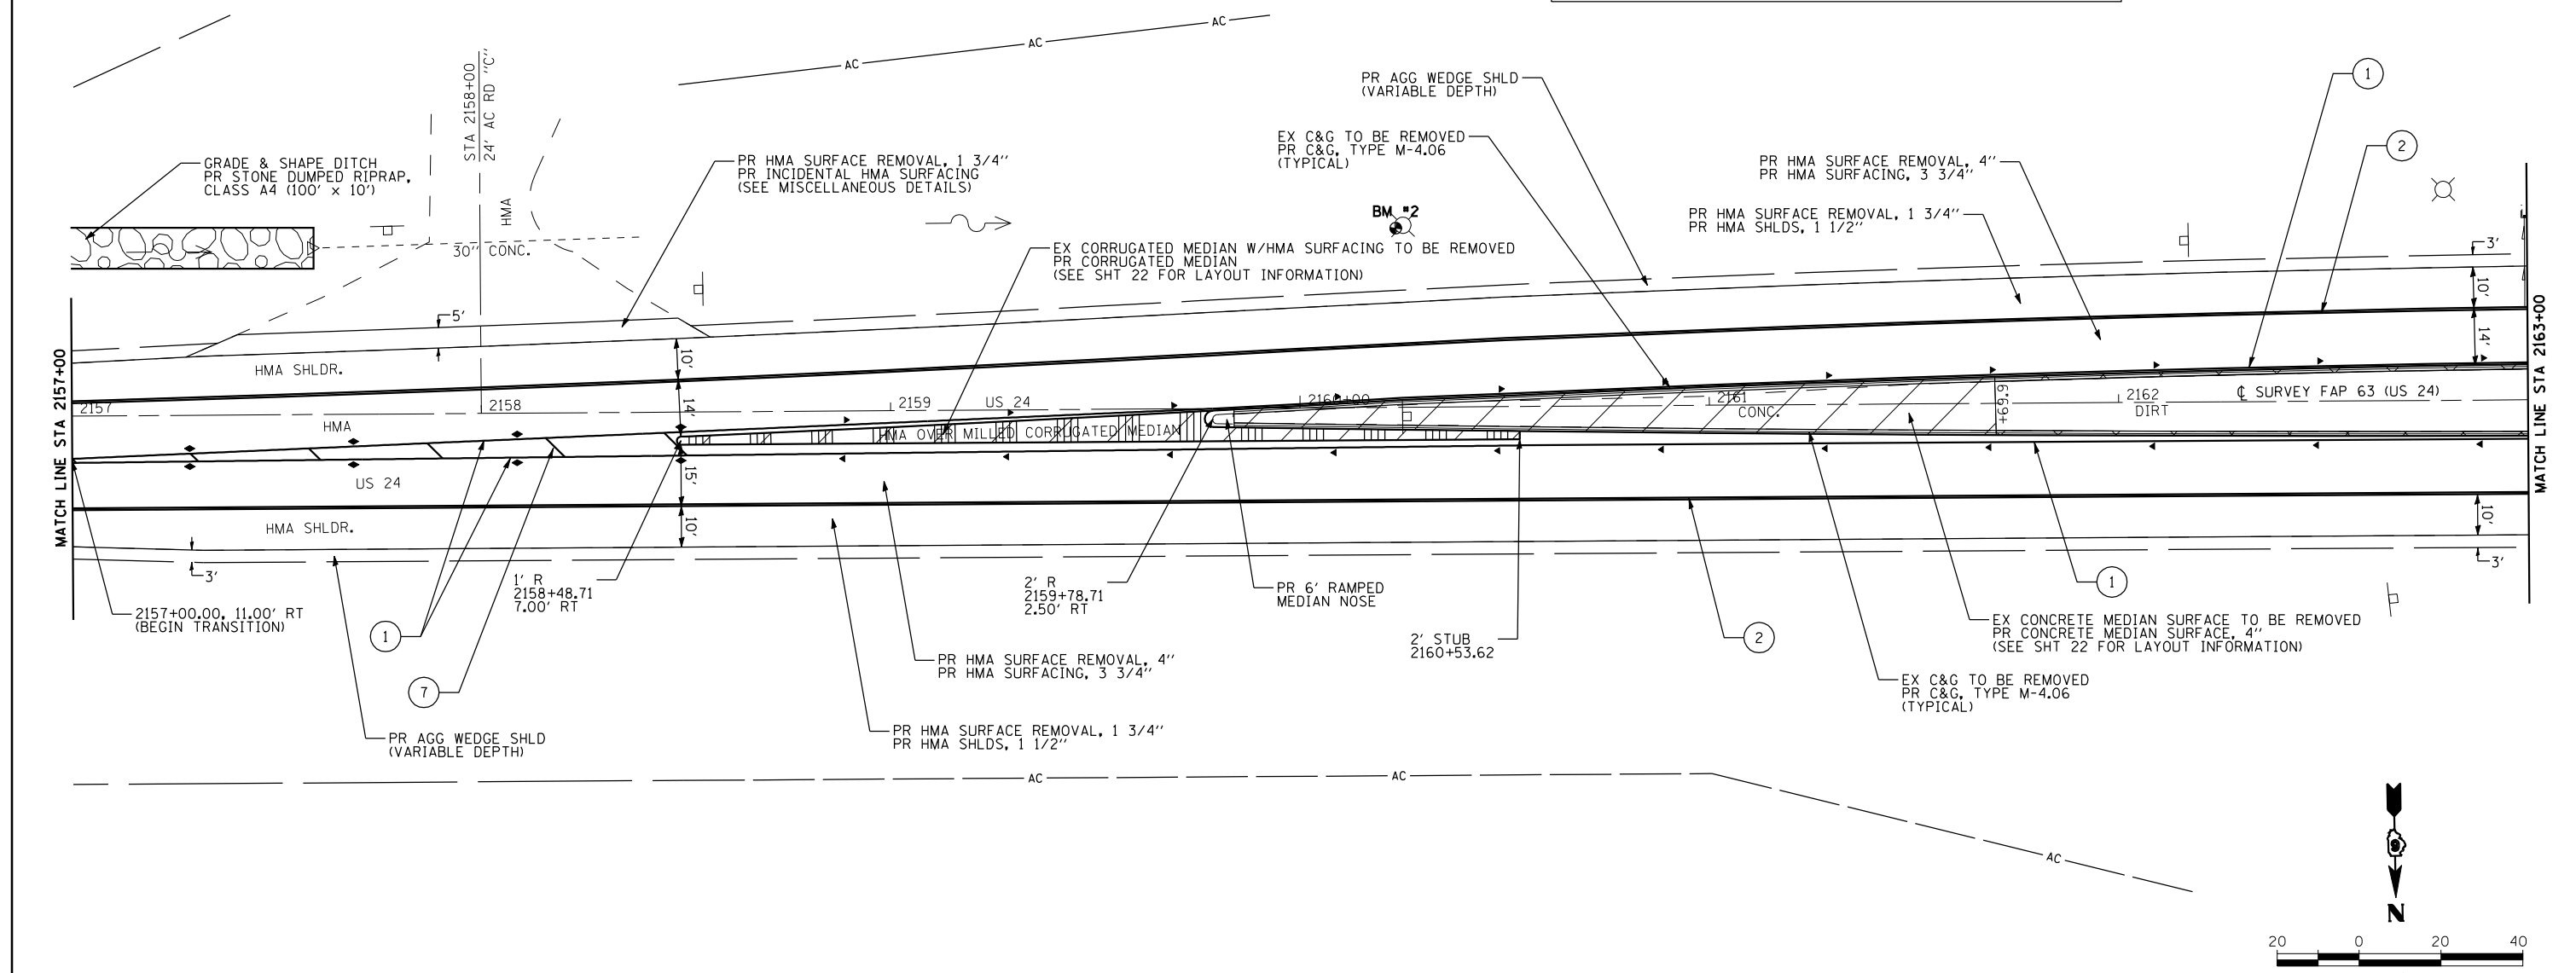 AC
AC
AC
STA 2158+00
24' AC RD "C"
HMA
30" CONC.
GRADE & SHAPE DITCH
PR STONE DUMPED RIPRAP,
CLASS A4 (100' x 10')
PR HMA SURFACE REMOVAL, 1 3/4"
PR INCIDENTAL HMA SURFACING
(SEE MISCELLANEOUS DETAILS)
PR AGG WEDGE SHLD
(VARIABLE DEPTH)
EX C&G TO BE REMOVED
PR C&G, TYPE M-4.06
(TYPICAL)
BM #2
EX CORRUGATED MEDIAN W/HMA SURFACING TO BE REMOVED
PR CORRUGATED MEDIAN
(SEE SHT 22 FOR LAYOUT INFORMATION)
PR HMA SURFACE REMOVAL, 4"
PR HMA SURFACING, 3 3/4"
PR HMA SURFACE REMOVAL, 1 3/4"
PR HMA SHLDS, 1 1/2"
1
2
3'
10'
14'
5'
10'
14'
15'
10'
MATCH LINE STA 2157+00
MATCH LINE STA 2163+00
HMA SHLDR.
2157
2158
2159
US 24
2160+00
2161
CONC.
+69.9
2162
DIRT
℄ SURVEY FAP 63 (US 24)
HMA
HMA OVER MILLED CORRUGATED MEDIAN
US 24
HMA SHLDR.
10'
3'
3'
2157+00.00, 11.00' RT
(BEGIN TRANSITION)
1
7
1' R
2158+48.71
7.00' RT
2' R
2159+78.71
2.50' RT
PR 6' RAMPED
MEDIAN NOSE
2' STUB
2160+53.62
2
1
EX CONCRETE MEDIAN SURFACE TO BE REMOVED
PR CONCRETE MEDIAN SURFACE, 4"
(SEE SHT 22 FOR LAYOUT INFORMATION)
EX C&G TO BE REMOVED
PR C&G, TYPE M-4.06
(TYPICAL)
PR HMA SURFACE REMOVAL, 4"
PR HMA SURFACING, 3 3/4"
PR HMA SURFACE REMOVAL, 1 3/4"
PR HMA SHLDS, 1 1/2"
PR AGG WEDGE SHLD
(VARIABLE DEPTH)
AC
AC
AC
N
20 0 20 40